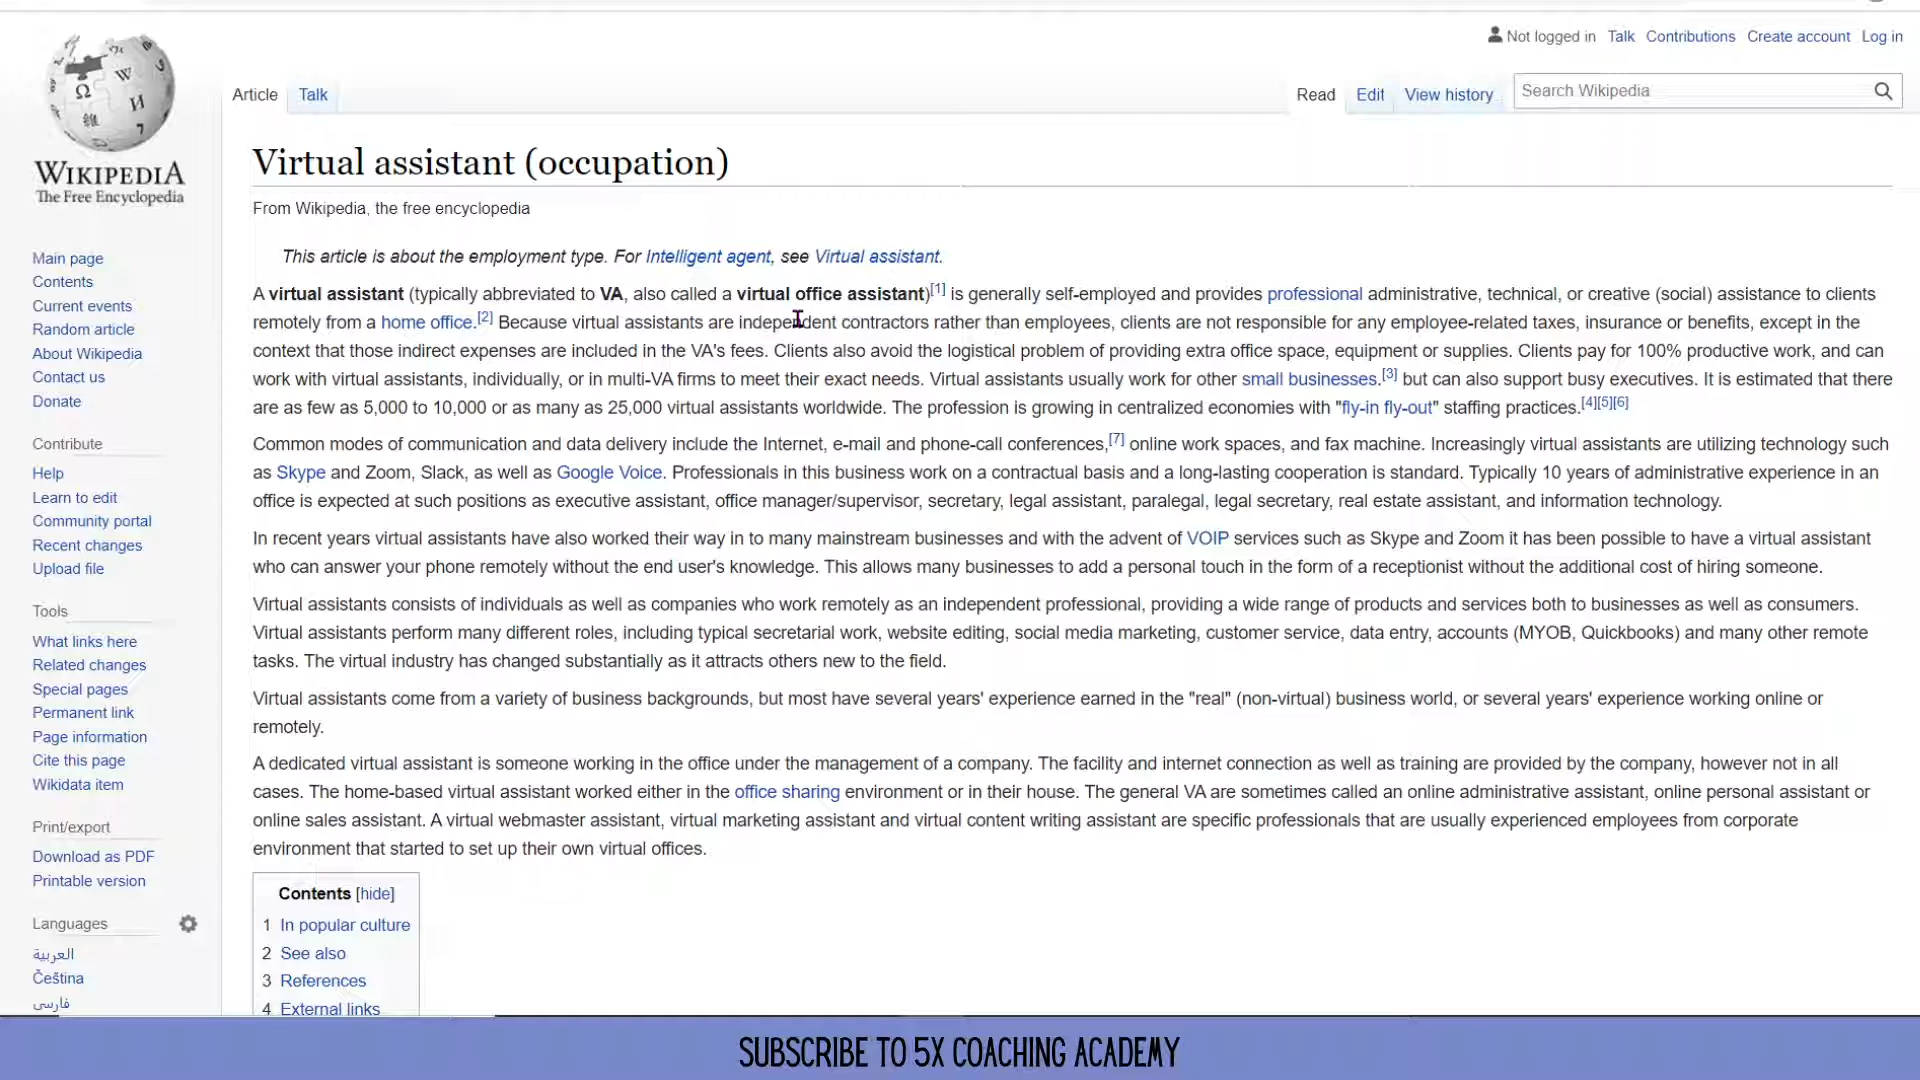 Not logged in Talk Contributions Create account Log in
Article Talk Read Edit View history Search Wikipedia
WIKIPEDIA
The Free Encyclopedia
Main page
Contents
Current events
Random article
About Wikipedia
Contact us
Donate
Contribute
Help
Learn to edit
Community portal
Recent changes
Upload file
Tools
What links here
Related changes
Special pages
Permanent link
Page information
Cite this page
Wikidata item
Print/export
Download as PDF
Printable version
Languages
العربية
Čeština
فارسی
Virtual assistant (occupation)
From Wikipedia, the free encyclopedia
This article is about the employment type. For Intelligent agent, see Virtual assistant.
A virtual assistant (typically abbreviated to VA, also called a virtual office assistant)[1] is generally self-employed and provides professional administrative, technical, or creative (social) assistance to clients
remotely from a home office.[2] Because virtual assistants are independent contractors rather than employees, clients are not responsible for any employee-related taxes, insurance or benefits, except in the
context that those indirect expenses are included in the VA's fees. Clients also avoid the logistical problem of providing extra office space, equipment or supplies. Clients pay for 100% productive work, and can
work with virtual assistants, individually, or in multi-VA firms to meet their exact needs. Virtual assistants usually work for other small businesses.[3] but can also support busy executives. It is estimated that there
are as few as 5,000 to 10,000 or as many as 25,000 virtual assistants worldwide. The profession is growing in centralized economies with "fly-in fly-out" staffing practices.[4][5][6]
Common modes of communication and data delivery include the Internet, e-mail and phone-call conferences,[7] online work spaces, and fax machine. Increasingly virtual assistants are utilizing technology such
as Skype and Zoom, Slack, as well as Google Voice. Professionals in this business work on a contractual basis and a long-lasting cooperation is standard. Typically 10 years of administrative experience in an
office is expected at such positions as executive assistant, office manager/supervisor, secretary, legal assistant, paralegal, legal secretary, real estate assistant, and information technology.
In recent years virtual assistants have also worked their way in to many mainstream businesses and with the advent of VOIP services such as Skype and Zoom it has been possible to have a virtual assistant
who can answer your phone remotely without the end user's knowledge. This allows many businesses to add a personal touch in the form of a receptionist without the additional cost of hiring someone.
Virtual assistants consists of individuals as well as companies who work remotely as an independent professional, providing a wide range of products and services both to businesses as well as consumers.
Virtual assistants perform many different roles, including typical secretarial work, website editing, social media marketing, customer service, data entry, accounts (MYOB, Quickbooks) and many other remote
tasks. The virtual industry has changed substantially as it attracts others new to the field.
Virtual assistants come from a variety of business backgrounds, but most have several years' experience earned in the "real" (non-virtual) business world, or several years' experience working online or
remotely.
A dedicated virtual assistant is someone working in the office under the management of a company. The facility and internet connection as well as training are provided by the company, however not in all
cases. The home-based virtual assistant worked either in the office sharing environment or in their house. The general VA are sometimes called an online administrative assistant, online personal assistant or
online sales assistant. A virtual webmaster assistant, virtual marketing assistant and virtual content writing assistant are specific professionals that are usually experienced employees from corporate
environment that started to set up their own virtual offices.
Contents [hide]
1 In popular culture
2 See also
3 References
4 External links
SUBSCRIBE TO 5X COACHING ACADEMY